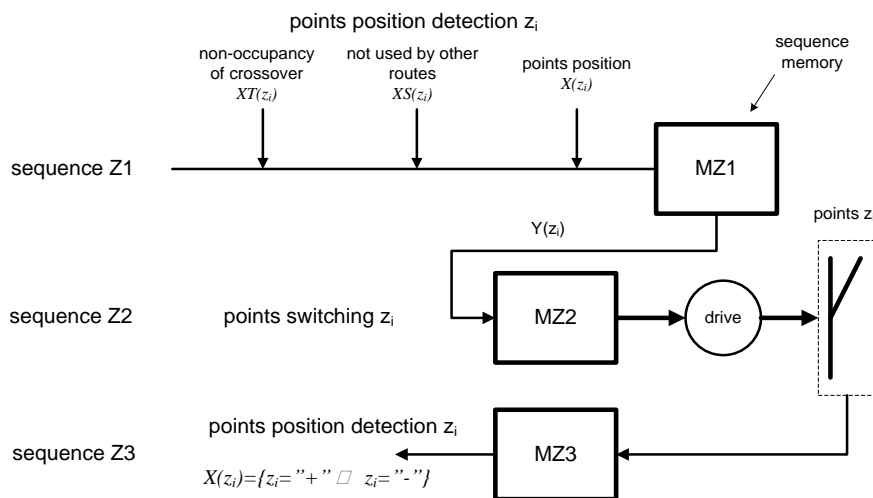 points position detection zᵢ
non-occupancy of crossover XT(zᵢ)
not used by other routes XS(zᵢ)
points position X(zᵢ)
sequence memory
sequence Z1
MZ1
points z
Y(zᵢ)
sequence Z2
points switching zᵢ
MZ2
drive
points position detection zᵢ
sequence Z3
MZ3
X(zᵢ)={zᵢ=”+” □ zᵢ=”-”}